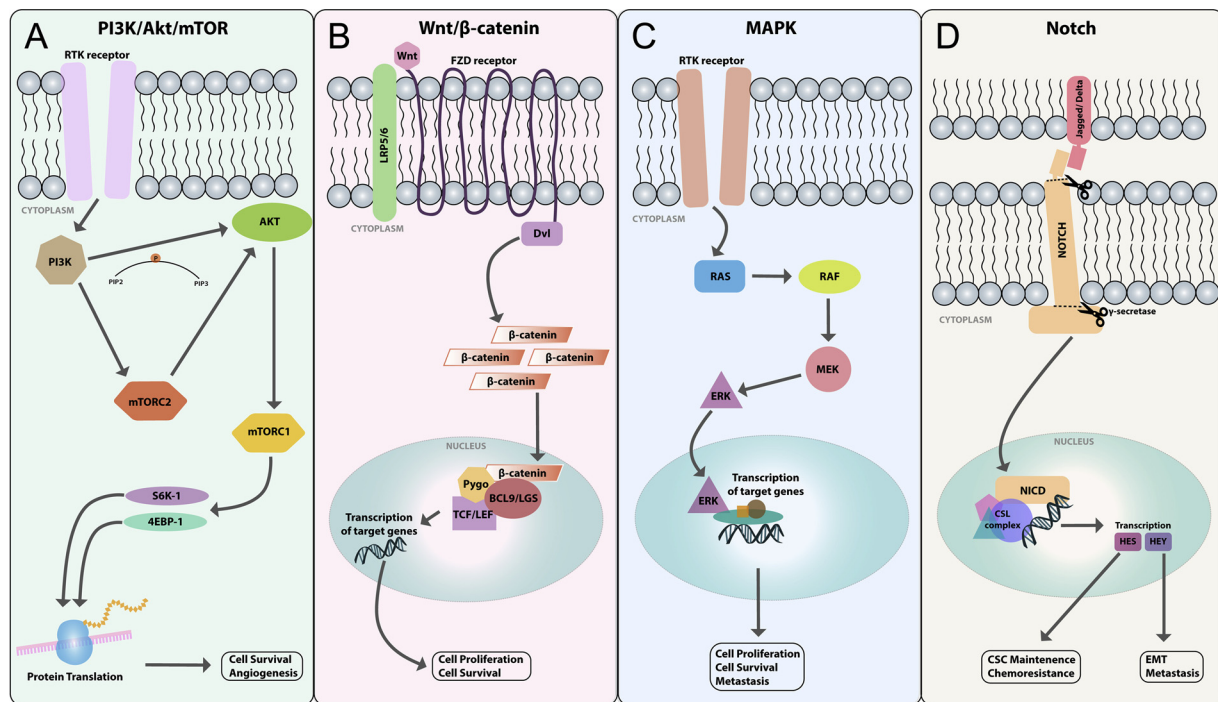 A
PI3K/Akt/mTOR
RTK receptor
CYTOPLASM
AKT
PI3K
P
PIP2
PIP3
mTORC2
mTORC1
S6K-1
4EBP-1
Protein Translation
Cell Survival
Angiogenesis
B
Wnt/β-catenin
Wnt
FZD receptor
LRP5/6
CYTOPLASM
Dvl
β-catenin
β-catenin
β-catenin
β-catenin
NUCLEUS
β-catenin
Pygo
BCL9/LGS
TCF/LEF
Transcription
of target genes
Cell Proliferation
Cell Survival
C
MAPK
RTK receptor
CYTOPLASM
RAS
RAF
MEK
ERK
NUCLEUS
ERK
Transcription
of target genes
Cell Proliferation
Cell Survival
Metastasis
D
Notch
Jagged/ Delta
NOTCH
CYTOPLASM
γ-secretase
NUCLEUS
NICD
CSL
complex
Transcription
HES
HEY
CSC Maintenence
Chemoresistance
EMT
Metastasis